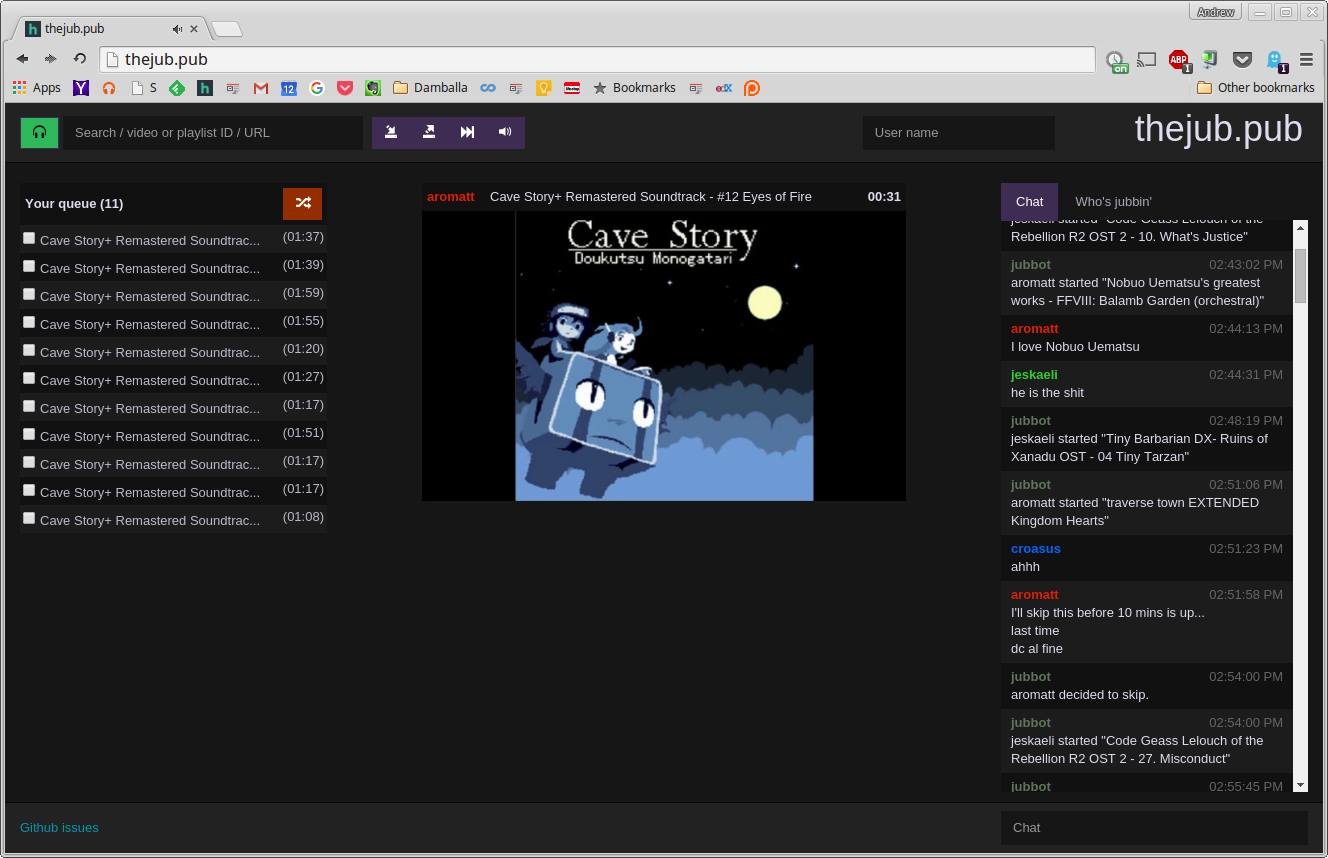 Andrew
thejub.pub
thejub.pub
on
ABP
1
1
Apps
S
12
Damballa
Bookmarks
edX
Other bookmarks
Search / video or playlist ID / URL
User name
thejub.pub
Your queue (11)
Cave Story+ Remastered Soundtrac... (01:37)
Cave Story+ Remastered Soundtrac... (01:39)
Cave Story+ Remastered Soundtrac... (01:59)
Cave Story+ Remastered Soundtrac... (01:55)
Cave Story+ Remastered Soundtrac... (01:20)
Cave Story+ Remastered Soundtrac... (01:27)
Cave Story+ Remastered Soundtrac... (01:17)
Cave Story+ Remastered Soundtrac... (01:51)
Cave Story+ Remastered Soundtrac... (01:17)
Cave Story+ Remastered Soundtrac... (01:17)
Cave Story+ Remastered Soundtrac... (01:08)
aromatt Cave Story+ Remastered Soundtrack - #12 Eyes of Fire 00:31
Cave Story
Doukutsu Monogatari
Chat Who's jubbin'
jeskaeli started "Code Geass Lelouch of the
Rebellion R2 OST 2 - 10. What's Justice"
jubbot 02:43:02 PM
aromatt started "Nobuo Uematsu's greatest
works - FFVIII: Balamb Garden (orchestral)"
aromatt 02:44:13 PM
I love Nobuo Uematsu
jeskaeli 02:44:31 PM
he is the shit
jubbot 02:48:19 PM
jeskaeli started "Tiny Barbarian DX- Ruins of
Xanadu OST - 04 Tiny Tarzan"
jubbot 02:51:06 PM
aromatt started "traverse town EXTENDED
Kingdom Hearts"
croasus 02:51:23 PM
ahhh
aromatt 02:51:58 PM
I'll skip this before 10 mins is up...
last time
dc al fine
jubbot 02:54:00 PM
aromatt decided to skip.
jubbot 02:54:00 PM
jeskaeli started "Code Geass Lelouch of the
Rebellion R2 OST 2 - 27. Misconduct"
jubbot 02:55:45 PM
Github issues
Chat